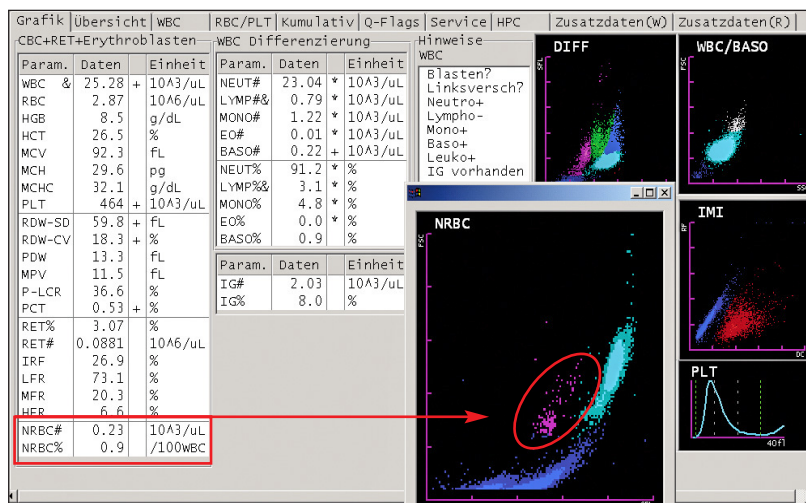 Grafik Übersicht WBC RBC/PLT Kumulativ Q-Flags Service HPC Zusatzdaten(W) Zusatzdaten(R)
CBC+RET+Erythroblasten
Param. Daten Einheit
WBC & 25.28 + 10^3/uL
RBC 2.87 10^6/uL
HGB 8.5 g/dL
HCT 26.5 %
MCV 92.3 fL
MCH 29.6 pg
MCHC 32.1 g/dL
PLT 464 + 10^3/uL
RDW-SD 59.8 + fL
RDW-CV 18.3 + %
PDW 13.3 fL
MPV 11.5 fL
P-LCR 36.6 %
PCT 0.53 + %
RET% 3.07 %
RET# 0.0881 10^6/uL
IRF 26.9 %
LFR 73.1 %
MFR 20.3 %
HFR 6.6 %
NRBC# 0.23 10^3/uL
NRBC% 0.9 /100WBC
WBC Differenzierung
Param. Daten Einheit
NEUT# 23.04 * 10^3/uL
LYMP#& 0.79 * 10^3/uL
MONO# 1.22 * 10^3/uL
EO# 0.01 * 10^3/uL
BASO# 0.22 + 10^3/uL
NEUT% 91.2 * %
LYMP%& 3.1 * %
MONO% 4.8 * %
EO% 0.0 * %
BASO% 0.9 %
Param. Daten Einheit
IG# 2.03 10^3/uL
IG% 8.0 %
Hinweise
WBC
Blasten?
Linksversch?
Neutro+
Lympho-
Mono+
Baso+
Leuko+
IG vorhanden
DIFF
SFL
WBC/BASO
FSC
SSC
NRBC
FSC
IMI
RF
DC
PLT
40fl